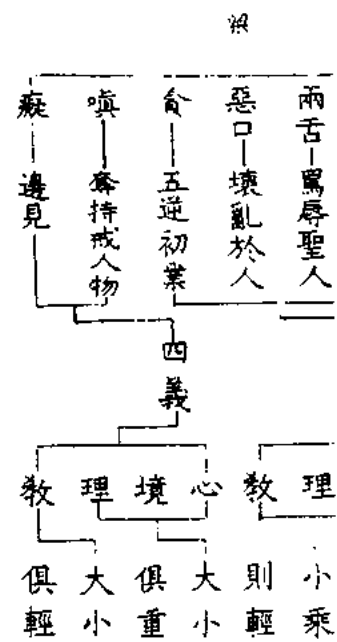 兩舌 罵辱聖人
惡口 壞亂於人
貪 五逆初業
嗔 奪持戒人物
癡 邊見
四義
理
教
心
境
理
教
小乘
則輕
大小
俱重
大小
俱輕